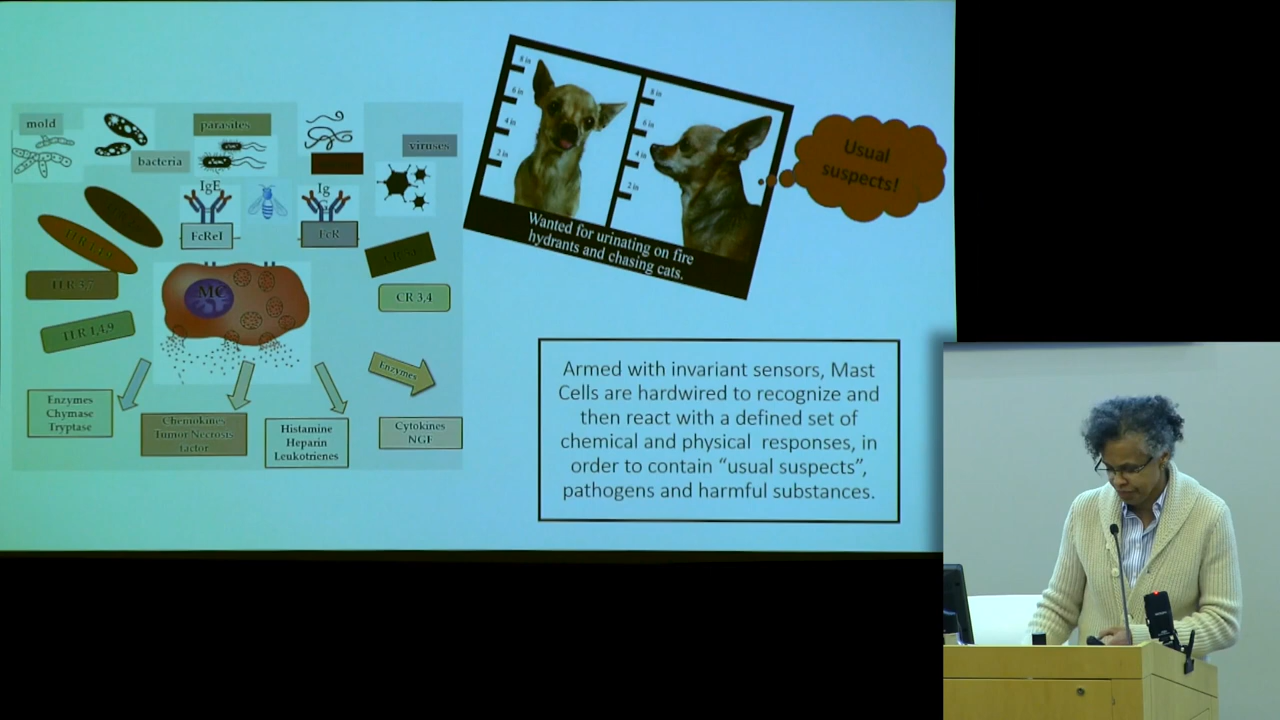 mold
bacteria
parasites
viruses
IgE
Ig
FcReI
FcR
TLR 1,4,9
CR 3,4
MC
Enzymes
Enzymes
Chymase
Tryptase
Chemokines
Tumor Necrosis
factor
Histamine
Heparin
Leukotrienes
Cytokines
NGF
8 in
6 in
4 in
2 in
8 in
6 in
4 in
2 in
Wanted for urinating on fire
hydrants and chasing cats.
Usual
suspects!
Armed with invariant sensors, Mast
Cells are hardwired to recognize and
then react with a defined set of
chemical and physical responses, in
order to contain “usual suspects”,
pathogens and harmful substances.